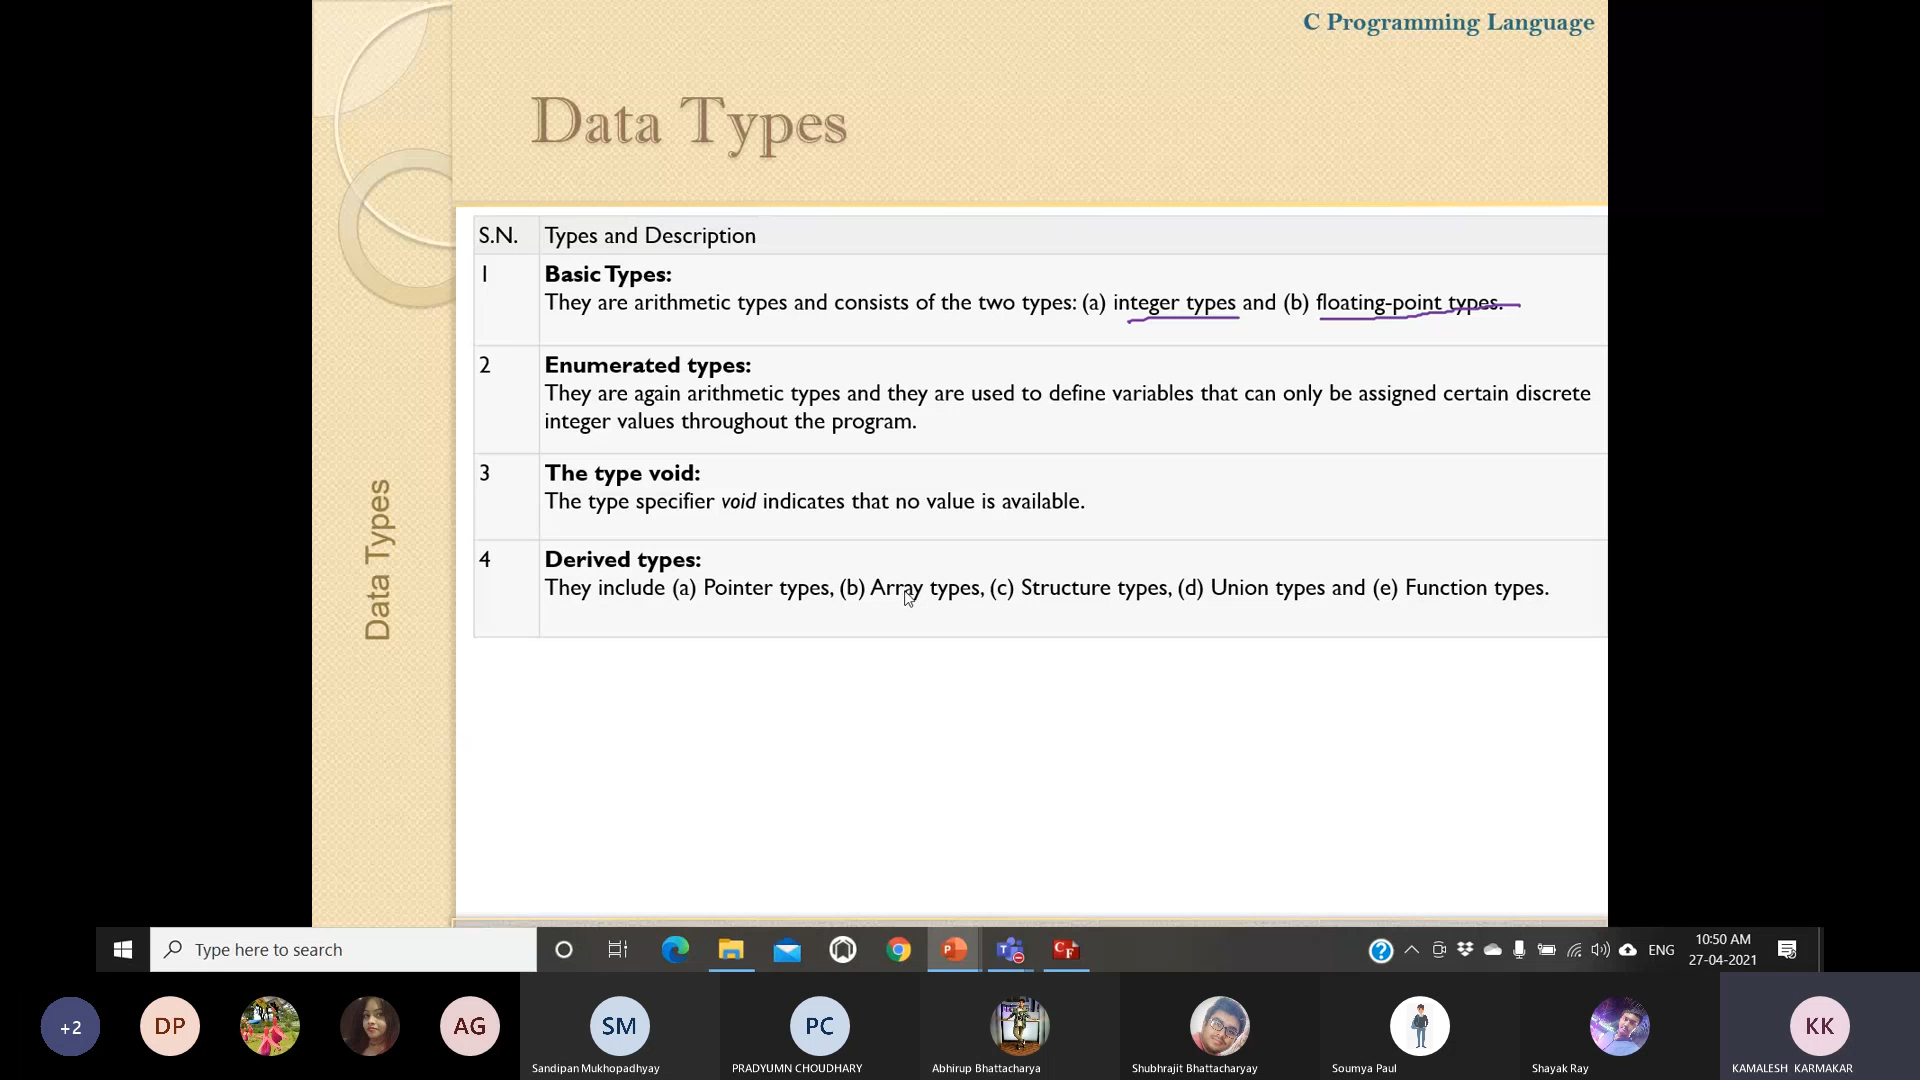 C Programming Language
Data Types
S.N. Types and Description
1 Basic Types:
They are arithmetic types and consists of the two types: (a) integer types and (b) floating-point types.
2 Enumerated types:
They are again arithmetic types and they are used to define variables that can only be assigned certain discrete
integer values throughout the program.
3 The type void:
The type specifier void indicates that no value is available.
4 Derived types:
They include (a) Pointer types, (b) Array types, (c) Structure types, (d) Union types and (e) Function types.
Data Types
Type here to search
ENG
10:50 AM
27-04-2021
+2
DP
AG
SM
PC
KK
Sandipan Mukhopadhyay
PRADYUMN CHOUDHARY
Abhirup Bhattacharya
Shubhrajit Bhattacharyay
Soumya Paul
Shayak Ray
KAMALESH KARMAKAR